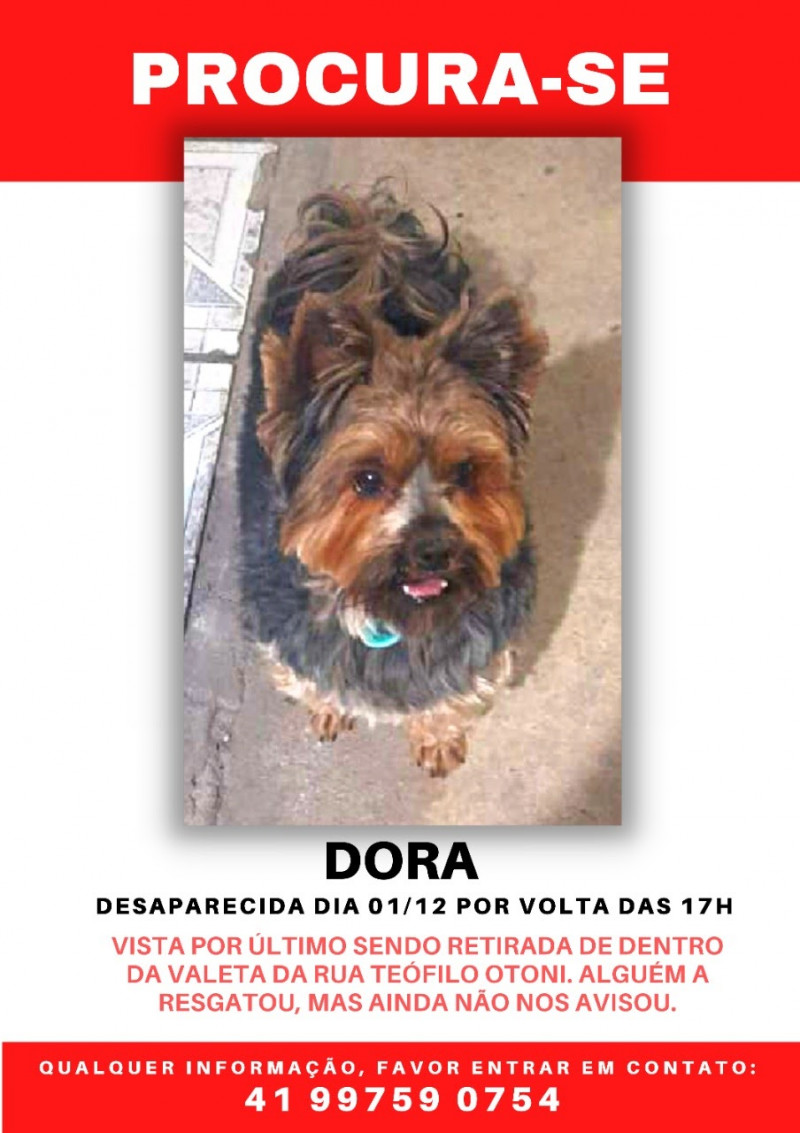 PROCURA-SE
DORA
DESAPARECIDA DIA 01/12 POR VOLTA DAS 17H
VISTA POR ÚLTIMO SENDO RETIRADA DE DENTRO
DA VALETA DA RUA TEÓFILO OTONI. ALGUÉM A
RESGATOU, MAS AINDA NÃO NOS AVISOU.
QUALQUER INFORMAÇÃO, FAVOR ENTRAR EM CONTATO:
41 99759 0754